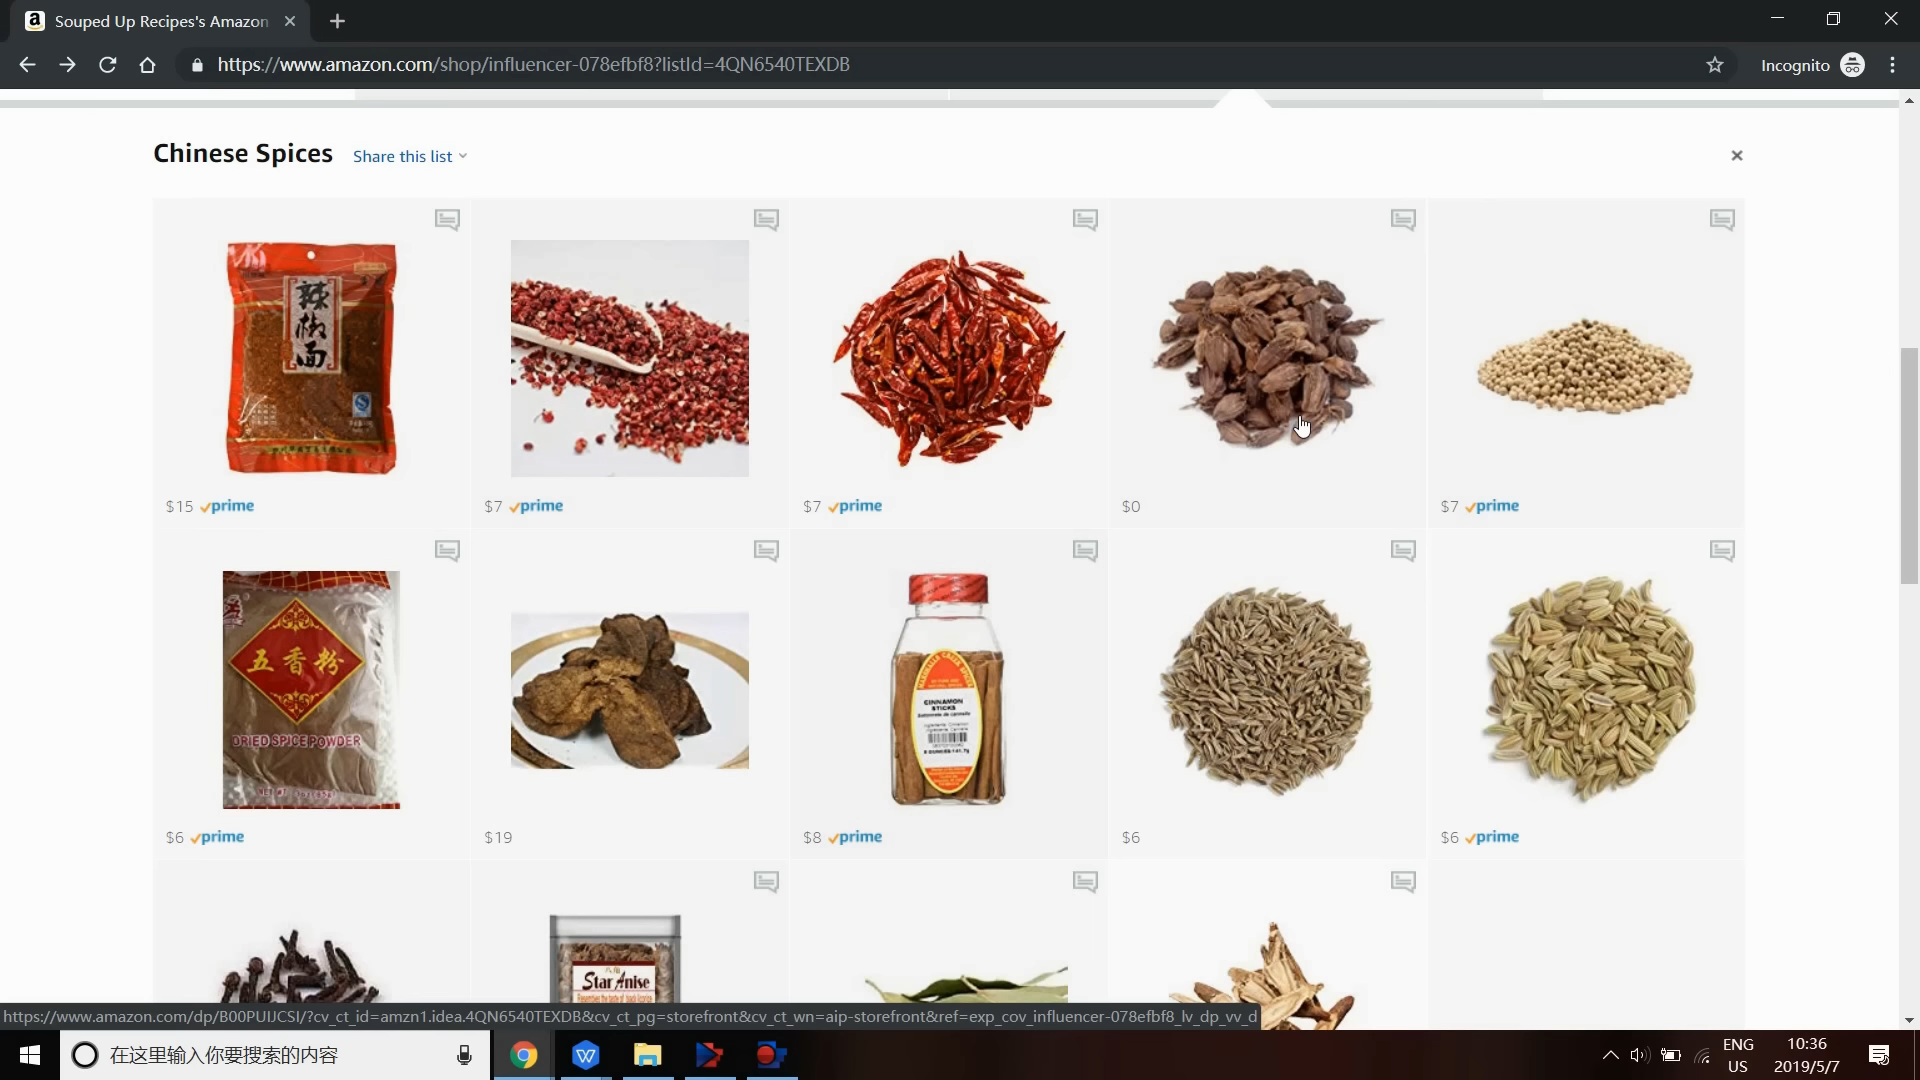 Souped Up Recipes's Amazon
https://www.amazon.com/shop/influencer-078efbf8?listId=4QN6540TEXDB
Incognito
Chinese Spices Share this list
辣椒面
$15 prime
$7 prime
$7 prime
$0
$7 prime
五香粉
DRIED SPICE POWDER
CINNAMON
STICKS
$6 prime
$19
$8 prime
$6
$6 prime
八角
Star Anise
https://www.amazon.com/dp/B00PUIJCSI/?cv_ct_id=amzn1.idea.4QN6540TEXDB&cv_ct_pg=storefront&cv_ct_wn=aip-storefront&ref=exp_cov_influencer-078efbf8_lv_dp_vv_d
在这里输入你要搜索的内容
ENG
US
10:36
2019/5/7